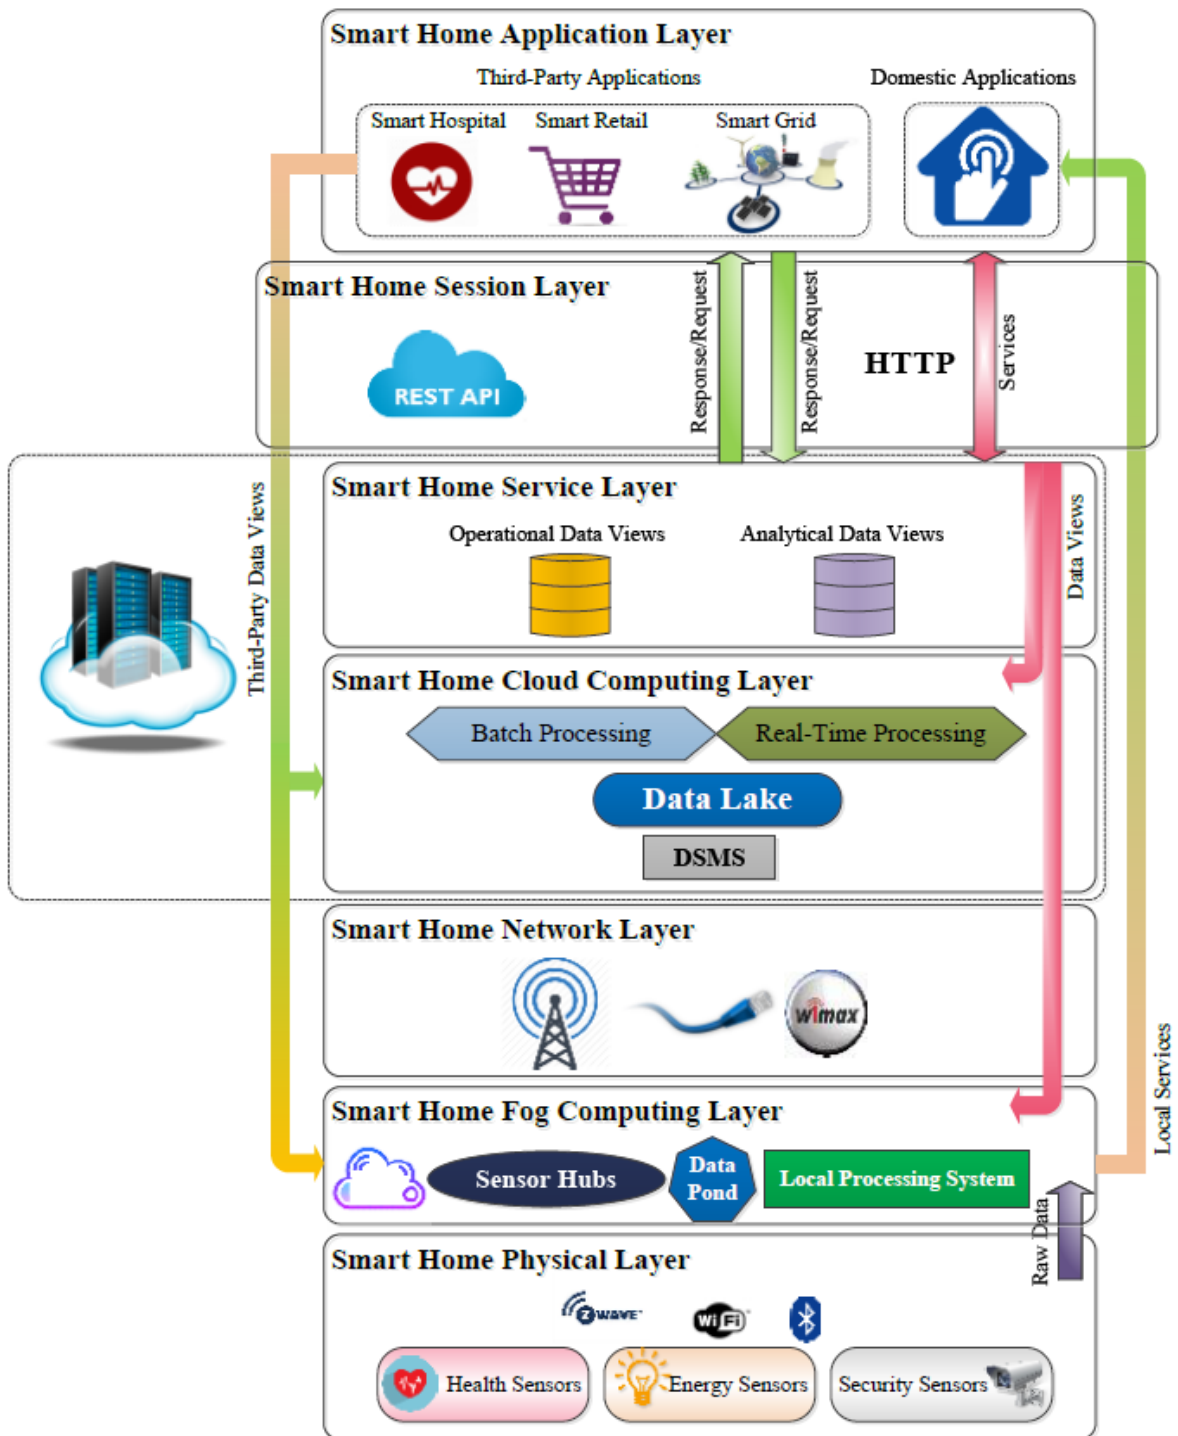 Smart Home Application Layer
Third-Party Applications
Domestic Applications
Smart Hospital
Smart Retail
Smart Grid
Smart Home Session Layer
REST API
Response/Request
Response/Request
HTTP
Services
Smart Home Service Layer
Operational Data Views
Analytical Data Views
Data Views
Third-Party Data Views
Smart Home Cloud Computing Layer
Batch Processing
Real-Time Processing
Data Lake
DSMS
Smart Home Network Layer
wimax
Local Services
Smart Home Fog Computing Layer
Sensor Hubs
Data
Pond
Local Processing System
Raw Data
Smart Home Physical Layer
Z WAVE
Wi Fi
Health Sensors
Energy Sensors
Security Sensors